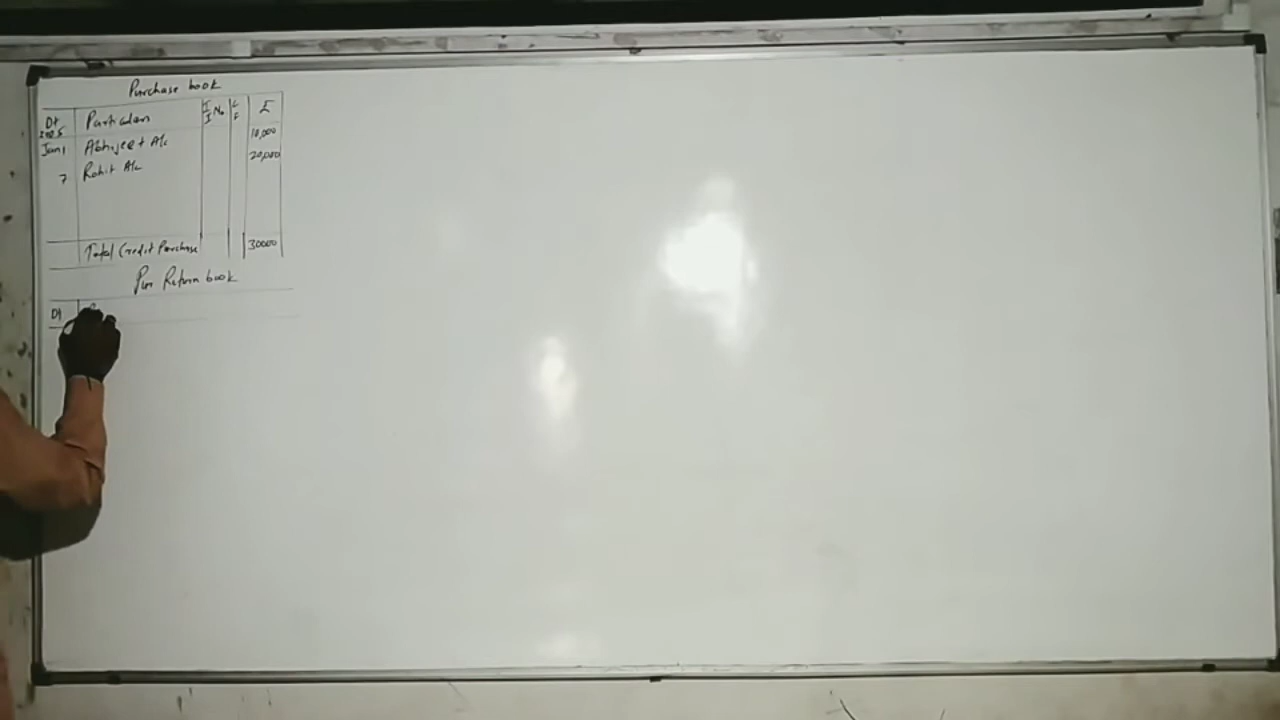 Purchase book
Dt Particulars I I No L F £
2025 10,000
Jan 1 Abhijeet A/c 20,000
7 Rohit A/c
Total Credit Purchase 30000
Pur Return book
Dt